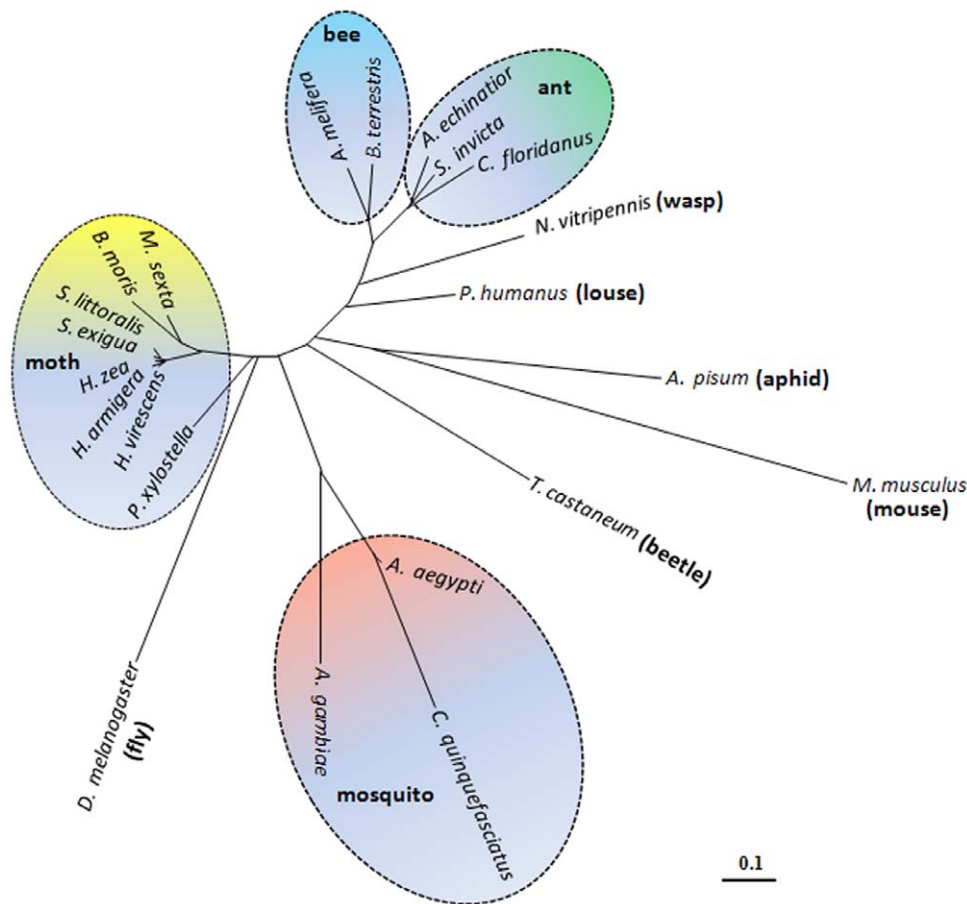 bee
A. melifera
B. terrestris
ant
A. echinatior
S. invicta
C. floridanus
N. vitripennis (wasp)
P. humanus (louse)
A. pisum (aphid)
M. musculus
(mouse)
T. castaneum (beetle)
moth
M. sexta
B. moris
S. littoralis
S. exigua
H. zea
H. armigera
H. virescens
P. xylostella
D. melanogaster
(fly)
mosquito
A. aegypti
A. gambiae
C. quinquefasciatus
0.1